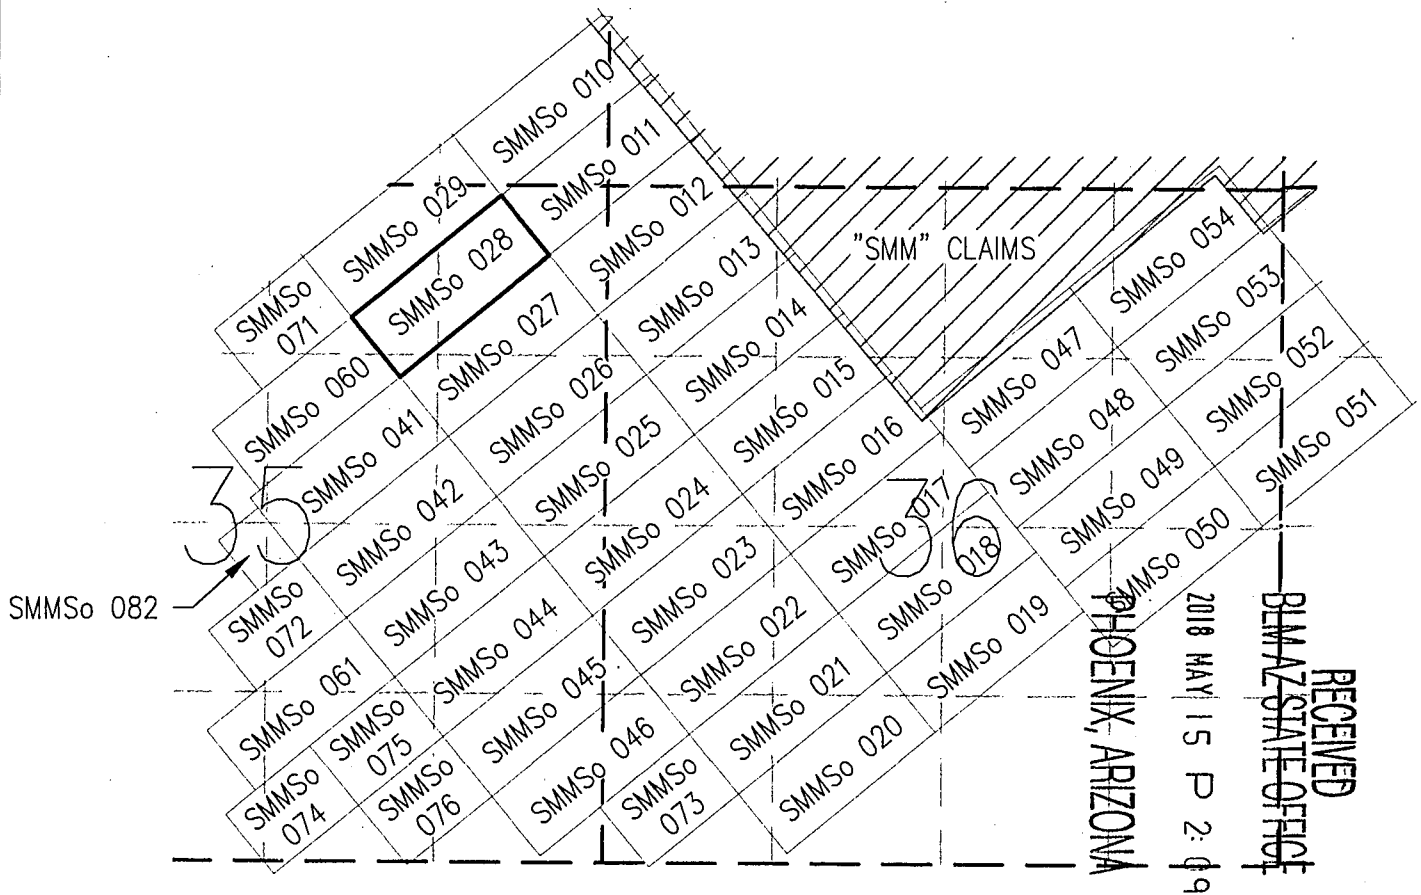 SMMSo 010
SMMSo 011
SMMSo 029
SMMSo 012
SMMSo 028
SMMSo 013
"SMM" CLAIMS
SMMSo 054
SMMSo
071
SMMSo 027
SMMSo 014
SMMSo 053
SMMSo 060
SMMSo 026
SMMSo 015
SMMSo 047
SMMSo 052
SMMSo 041
SMMSo 025
SMMSo 016
SMMSo 048
SMMSo 051
35
SMMSo 042
SMMSo 024
SMMSo 017
36
SMMSo 049
SMMSo 082
SMMSo
072
SMMSo 043
SMMSo 023
SMMSo 018
SMMSo 050
SMMSo 061
SMMSo 044
SMMSo 022
SMMSo 019
SMMSo
075
SMMSo 045
SMMSo 021
SMMSo
074
SMMSo
076
SMMSo 046
SMMSo
073
SMMSo 020
RECEIVED
BLM AZ STATE OFFICE
2018 MAY 15 P 2:09
PHOENIX, ARIZONA